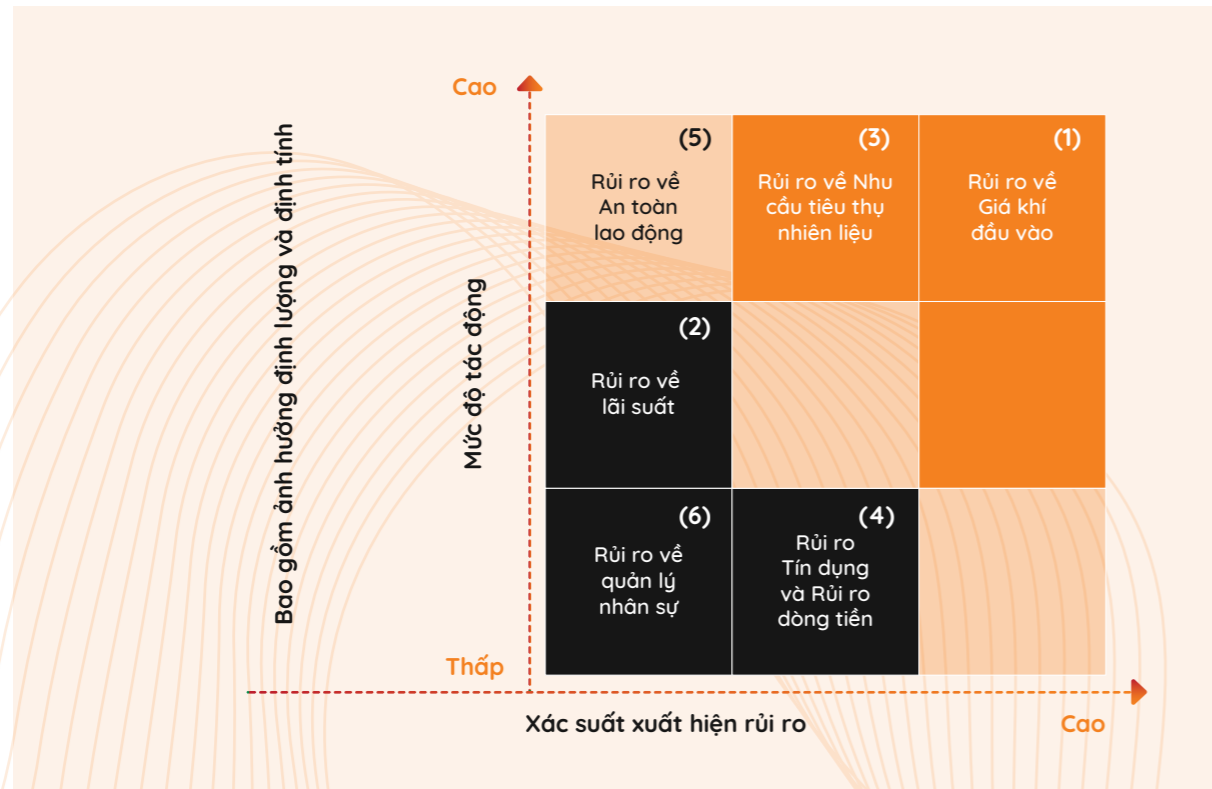 Cao
Bao gồm ảnh hưởng định lượng và định tính
Mức độ tác động
(5)
Rủi ro về
An toàn
lao động
(3)
Rủi ro về Nhu
cầu tiêu thụ
nhiên liệu
(1)
Rủi ro về
Giá khí
đầu vào
(2)
Rủi ro về
lãi suất
(6)
Rủi ro về
quản lý
nhân sự
(4)
Rủi ro
Tín dụng
và Rủi ro
dòng tiền
Thấp
Xác suất xuất hiện rủi ro
Cao